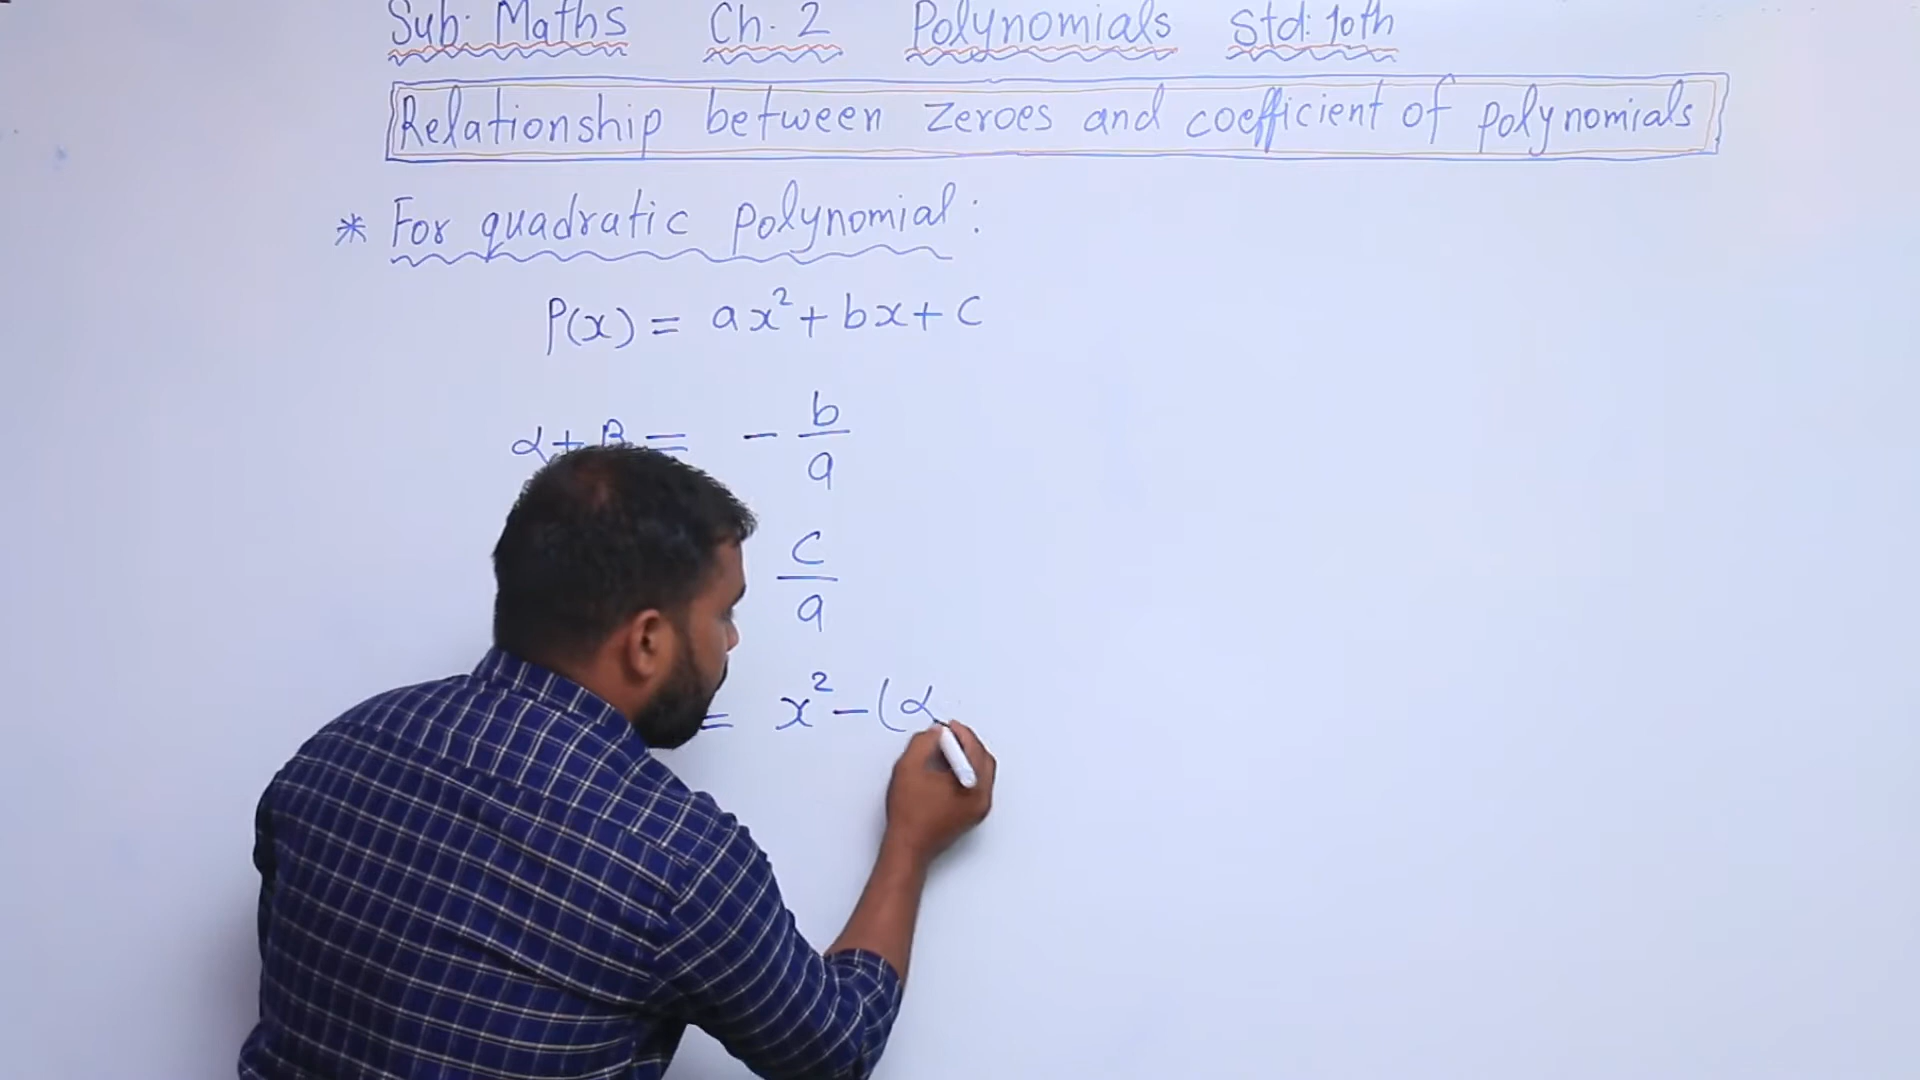 Sub: Maths Ch. 2 Polynomials Std: 10th
Relationship between zeroes and coefficient of polynomials
* For quadratic polynomial:
P(x) = ax² + bx + c
α + β = - b/a
c/a
= x² - (α